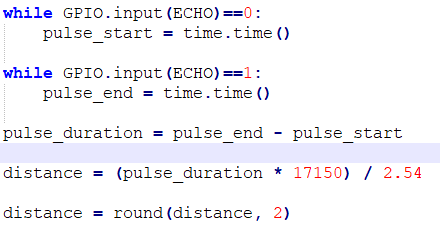 while GPIO.input(ECHO)==0:
    pulse_start = time.time()
while GPIO.input(ECHO)==1:
    pulse_end = time.time()
pulse_duration = pulse_end - pulse_start
distance = (pulse_duration * 17150) / 2.54
distance = round(distance, 2)